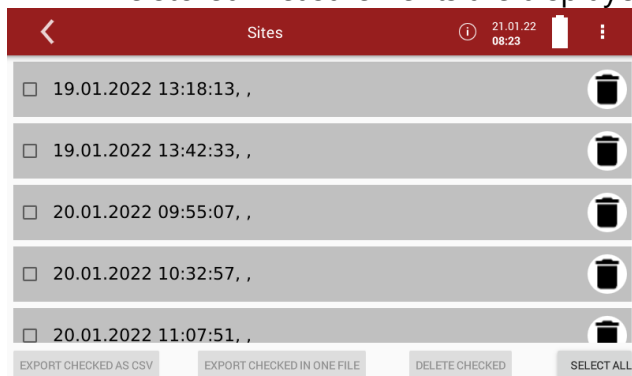 Sites
21.01.22
08:23
19.01.2022 13:18:13, ,
19.01.2022 13:42:33, ,
20.01.2022 09:55:07, ,
20.01.2022 10:32:57, ,
20.01.2022 11:07:51, ,
EXPORT CHECKED AS CSV EXPORT CHECKED IN ONE FILE DELETE CHECKED SELECT ALL